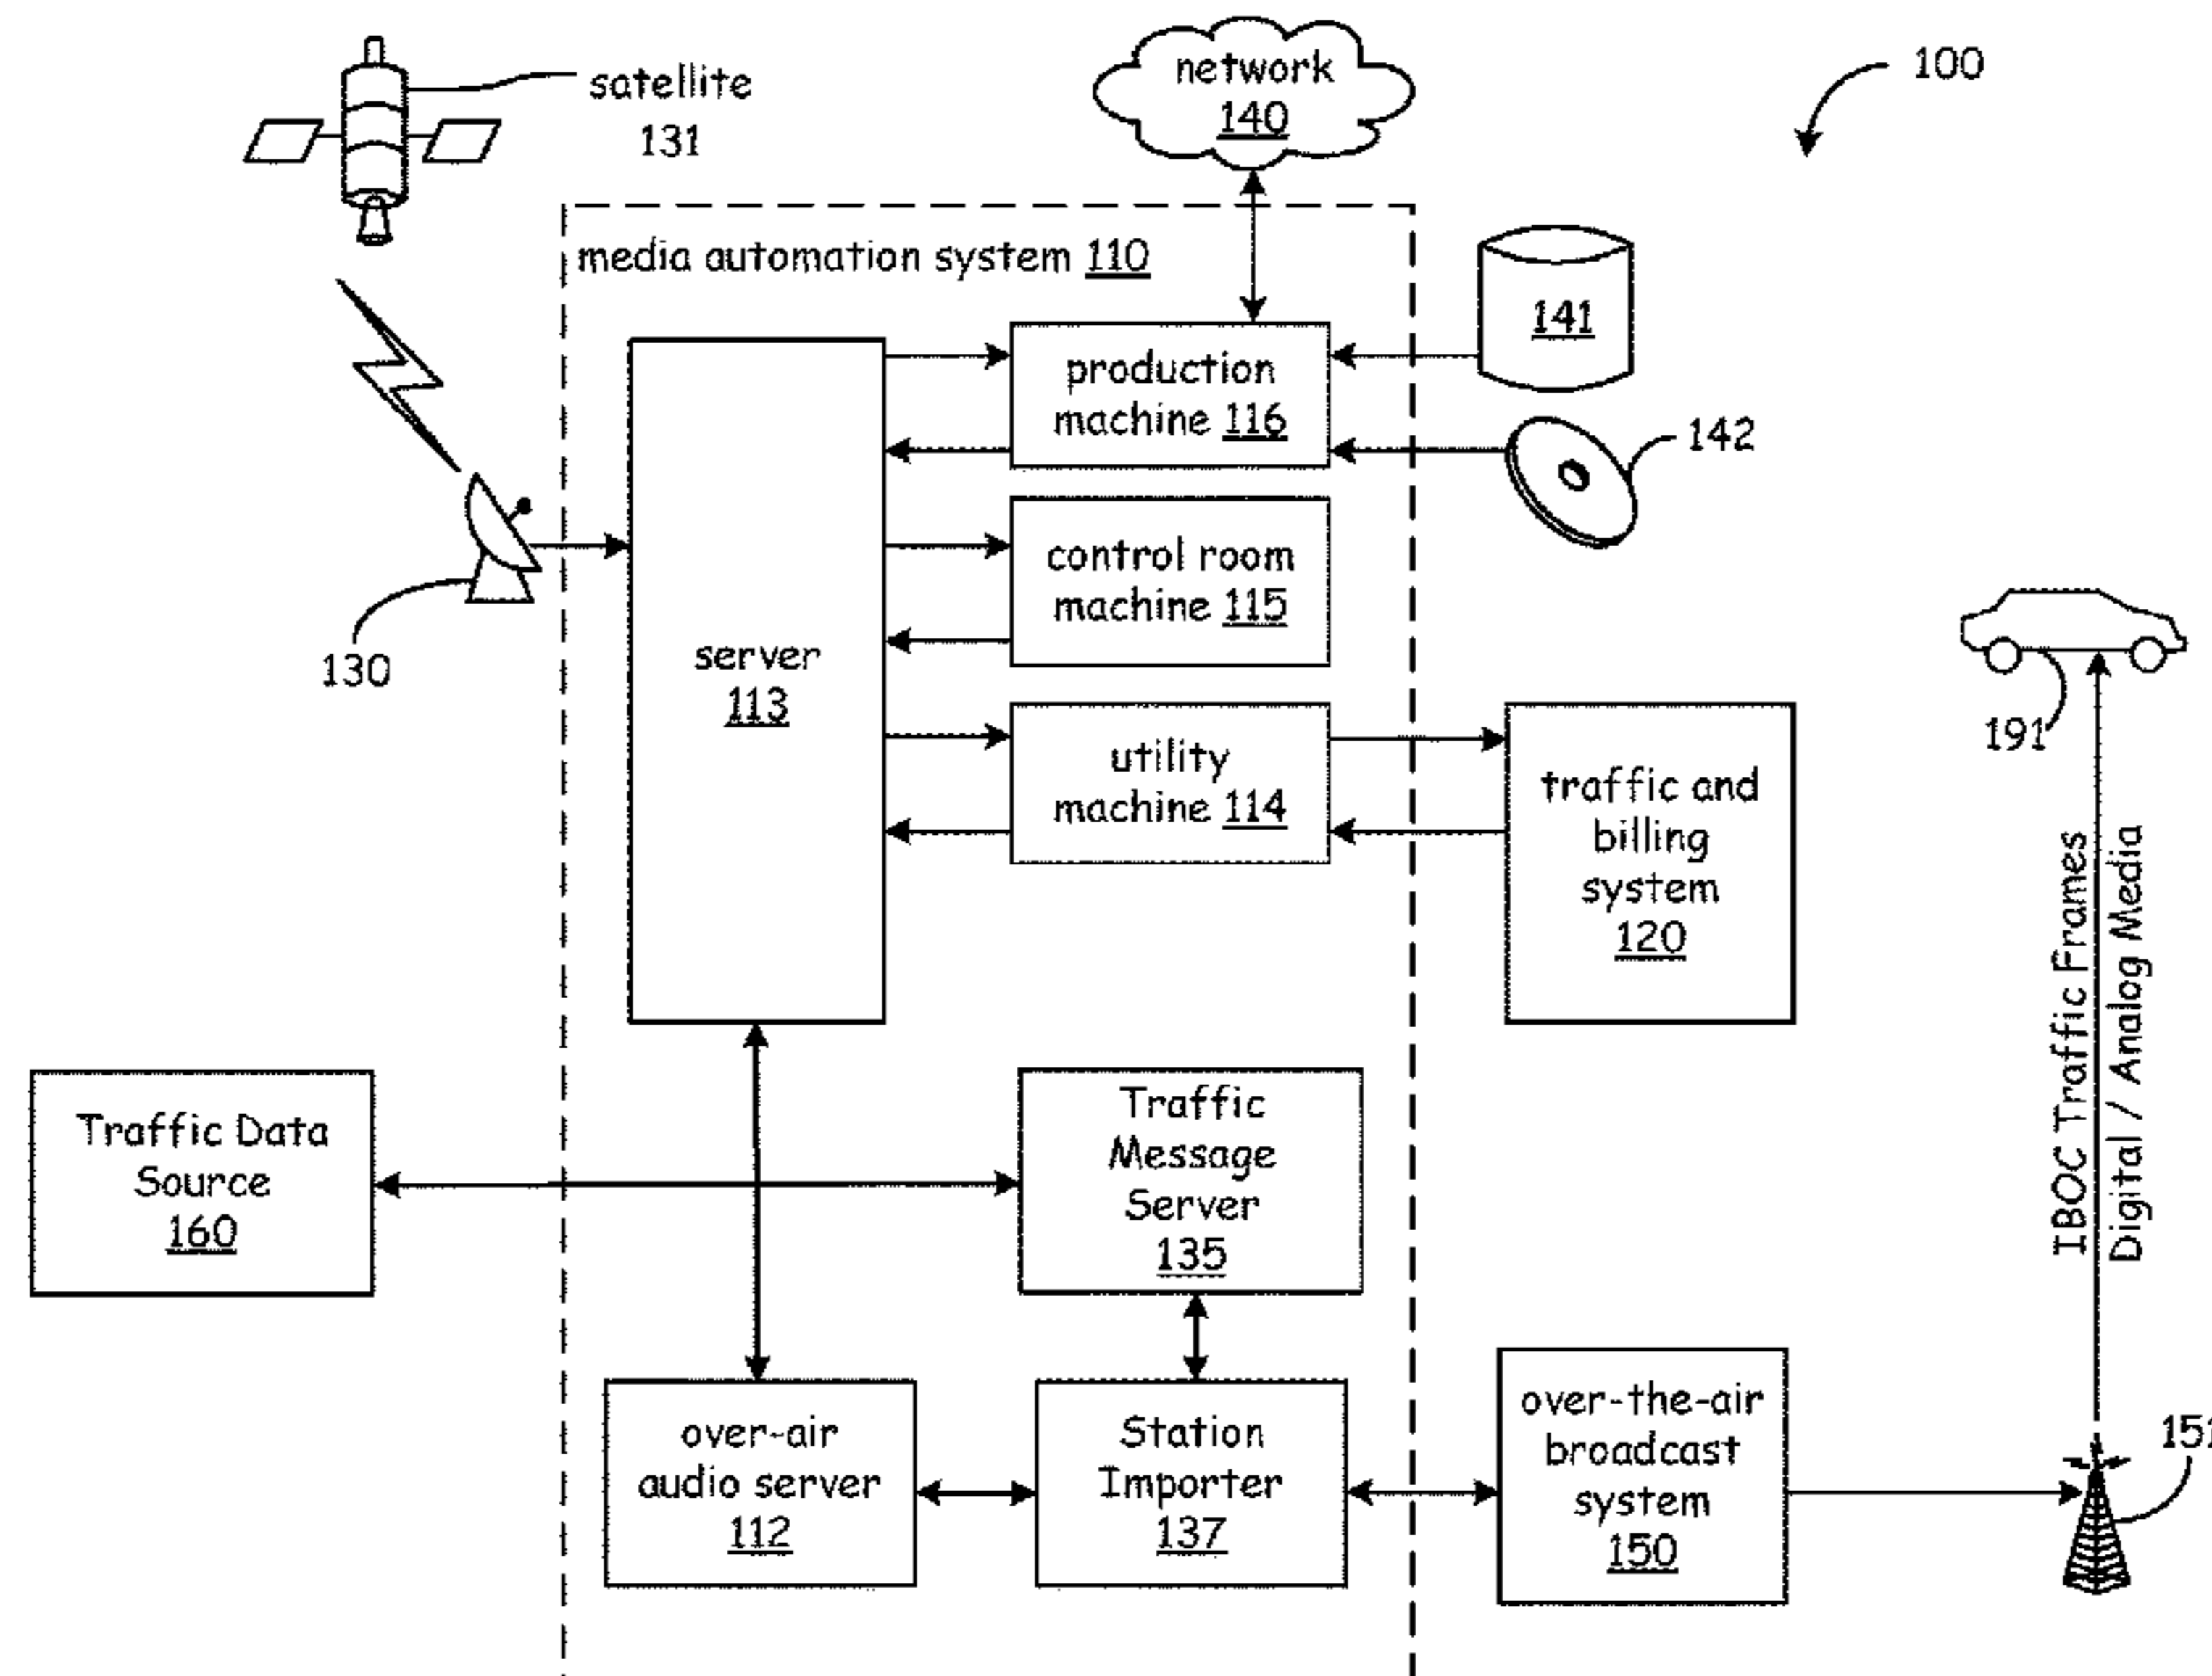 network
140
100
satellite
131
media automation system 110
141
production
machine 116
142
control room
machine 115
130
server
113
191
utility
machine 114
traffic and
billing
system
120
IBOC Traffic Frames
Digital / Analog Media
Traffic Data
Source
160
Traffic
Message
Server
135
over-air
audio server
112
Station
Importer
137
over-the-air
broadcast
system
150
151